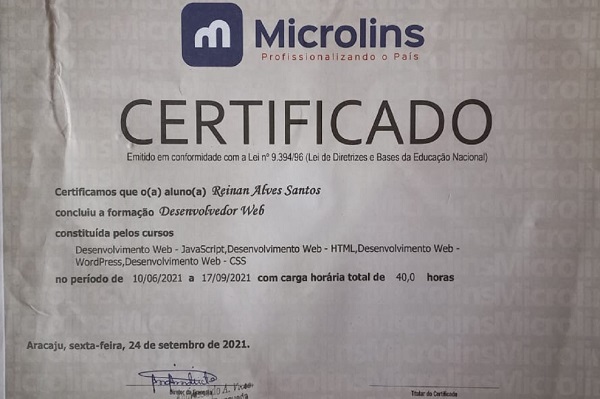 Microlins
Profissionalizando o País
CERTIFICADO
Emitido em conformidade com a Lei nº 9.394/96 (Lei de Diretrizes e Bases da Educação Nacional)
Certificamos que o(a) aluno(a) Reinan Alves Santos
concluiu a formação Desenvolvedor Web
constituída pelos cursos
Desenvolvimento Web - JavaScript,Desenvolvimento Web - HTML,Desenvolvimento Web -
WordPress,Desenvolvimento Web - CSS
no período de 10/06/2021 a 17/09/2021 com carga horária total de 40,0 horas
Aracaju, sexta-feira, 24 de setembro de 2021.
Titular do Certificado